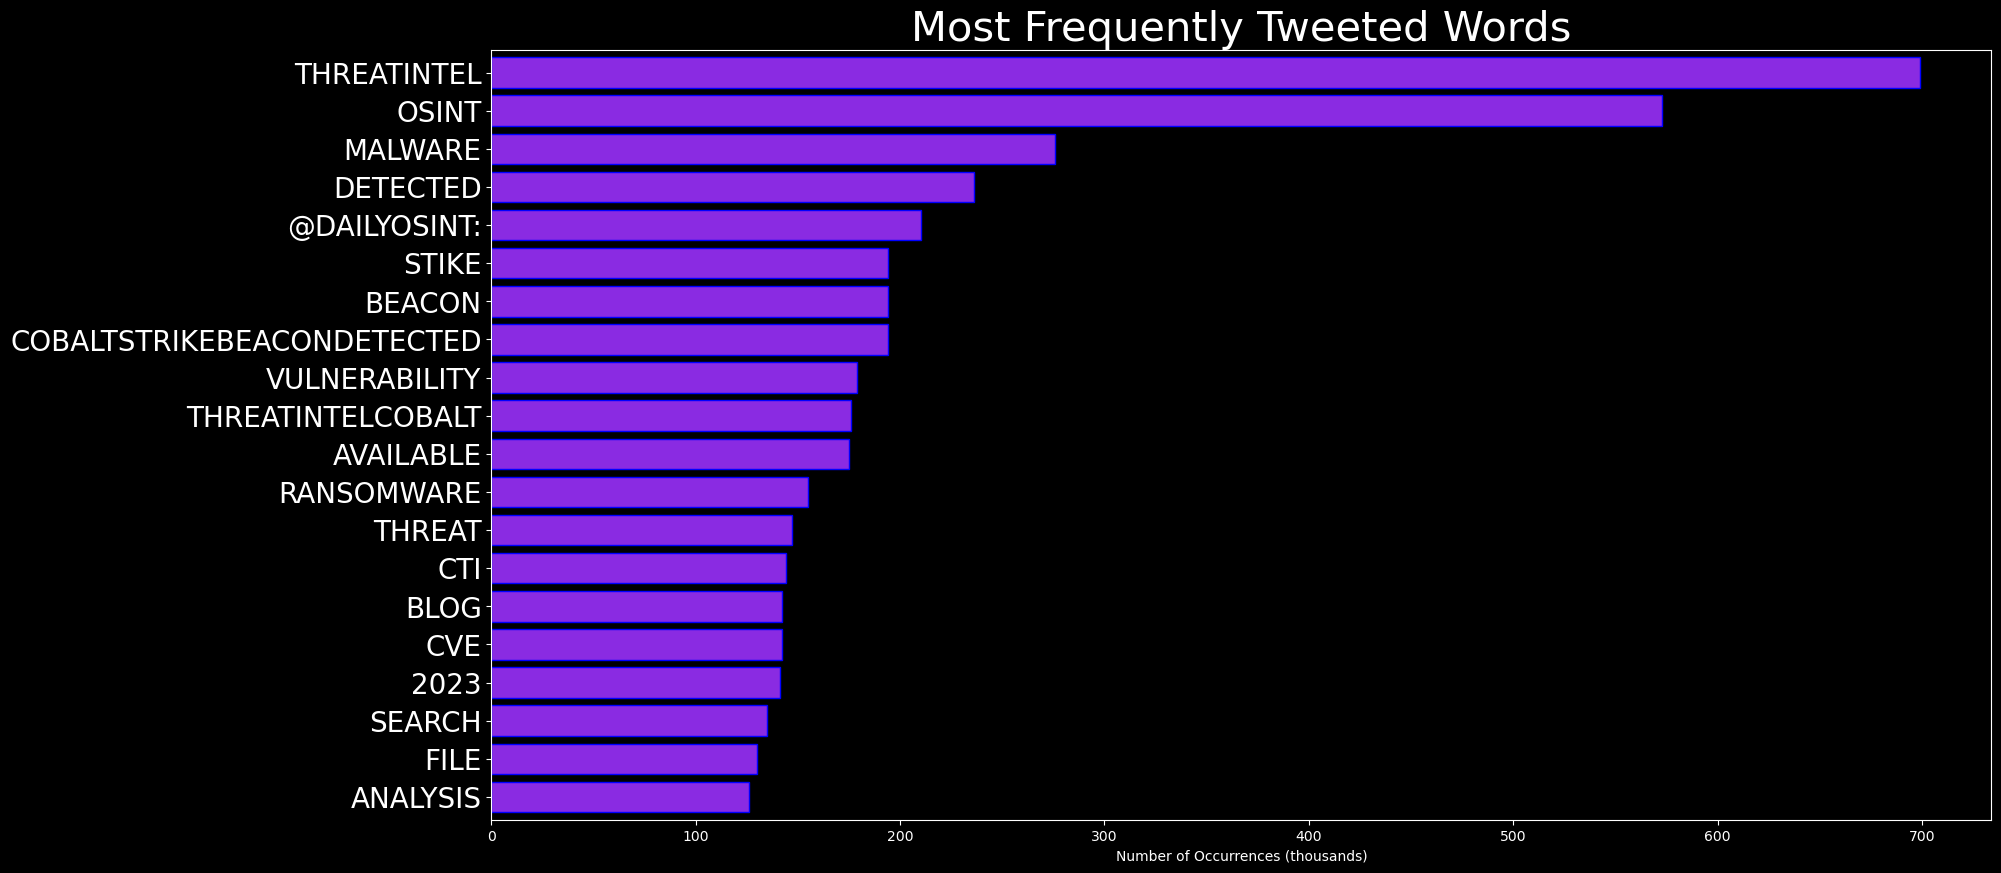 Most Frequently Tweeted Words
THREATINTEL
OSINT
MALWARE
DETECTED
@DAILYOSINT:
STIKE
BEACON
COBALTSTRIKEBEACONDETECTED
VULNERABILITY
THREATINTELCOBALT
AVAILABLE
RANSOMWARE
THREAT
CTI
BLOG
CVE
2023
SEARCH
FILE
ANALYSIS
0 100 200 300 400 500 600 700
Number of Occurrences (thousands)